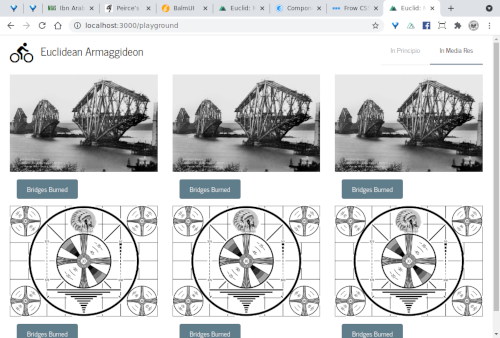 Ibn Arab
Peirce's
BalmUI
Euclid:
Compon
Frow CS
Euclid:
localhost:3000/playground
Euclidean Armaggideon
In Principio
In Media Res
Bridges Burned
Bridges Burned
Bridges Burned
Bridges Burned
Bridges Burned
Bridges Burned